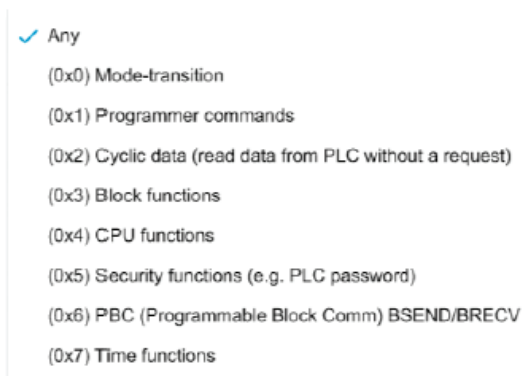 Any
(0x0) Mode-transition
(0x1) Programmer commands
(0x2) Cyclic data (read data from PLC without a request)
(0x3) Block functions
(0x4) CPU functions
(0x5) Security functions (e.g. PLC password)
(0x6) PBC (Programmable Block Comm) BSEND/BRECV
(0x7) Time functions